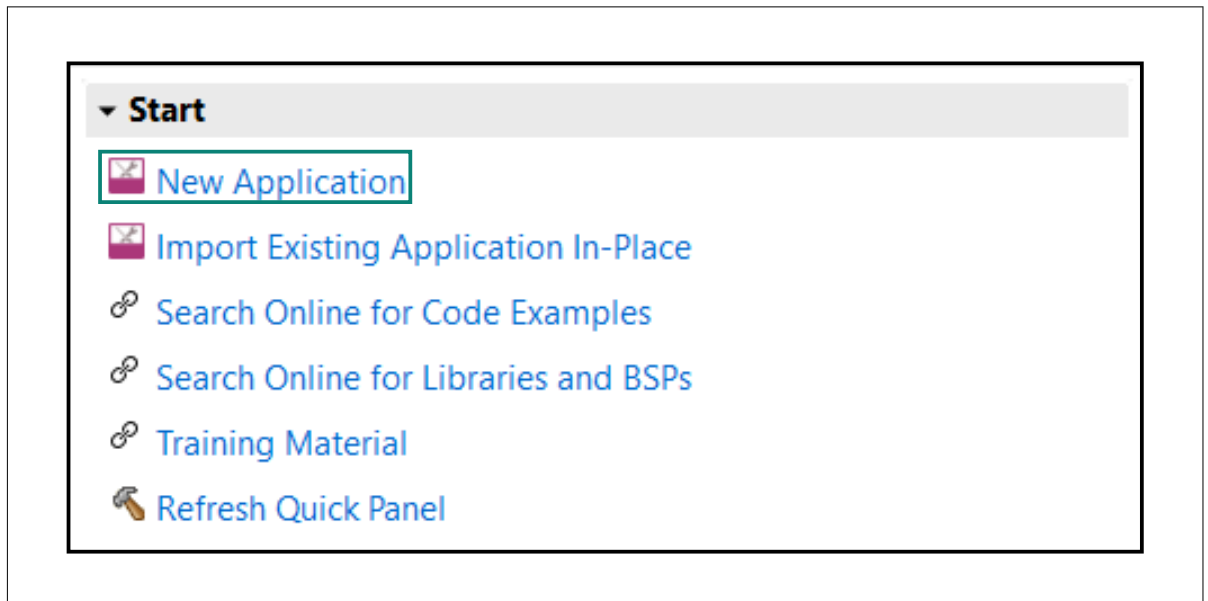 Start
New Application
Import Existing Application In-Place
Search Online for Code Examples
Search Online for Libraries and BSPs
Training Material
Refresh Quick Panel